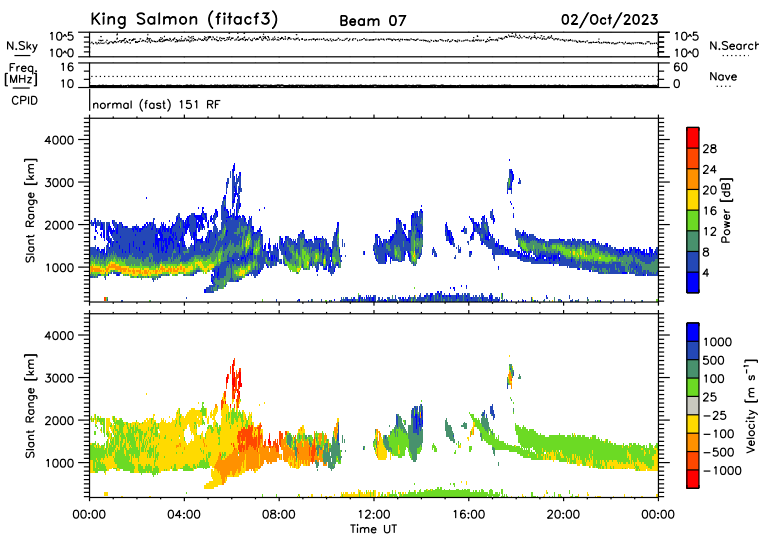 King Salmon (fitacf3) Beam 07 02/Oct/2023
N.Sky 10^5 10^0 10^5 10^0 N.Search
Freq. [MHz] 16 10 60 0 Nave
CPID normal (fast) 151 RF
Slant Range [km] 4000 3000 2000 1000
Power [dB] 28 24 20 16 12 8 4
Slant Range [km] 4000 3000 2000 1000
Velocity [m s⁻¹] 1000 500 100 25 −25 −100 −500 −1000
00:00 04:00 08:00 12:00 16:00 20:00 00:00
Time UT